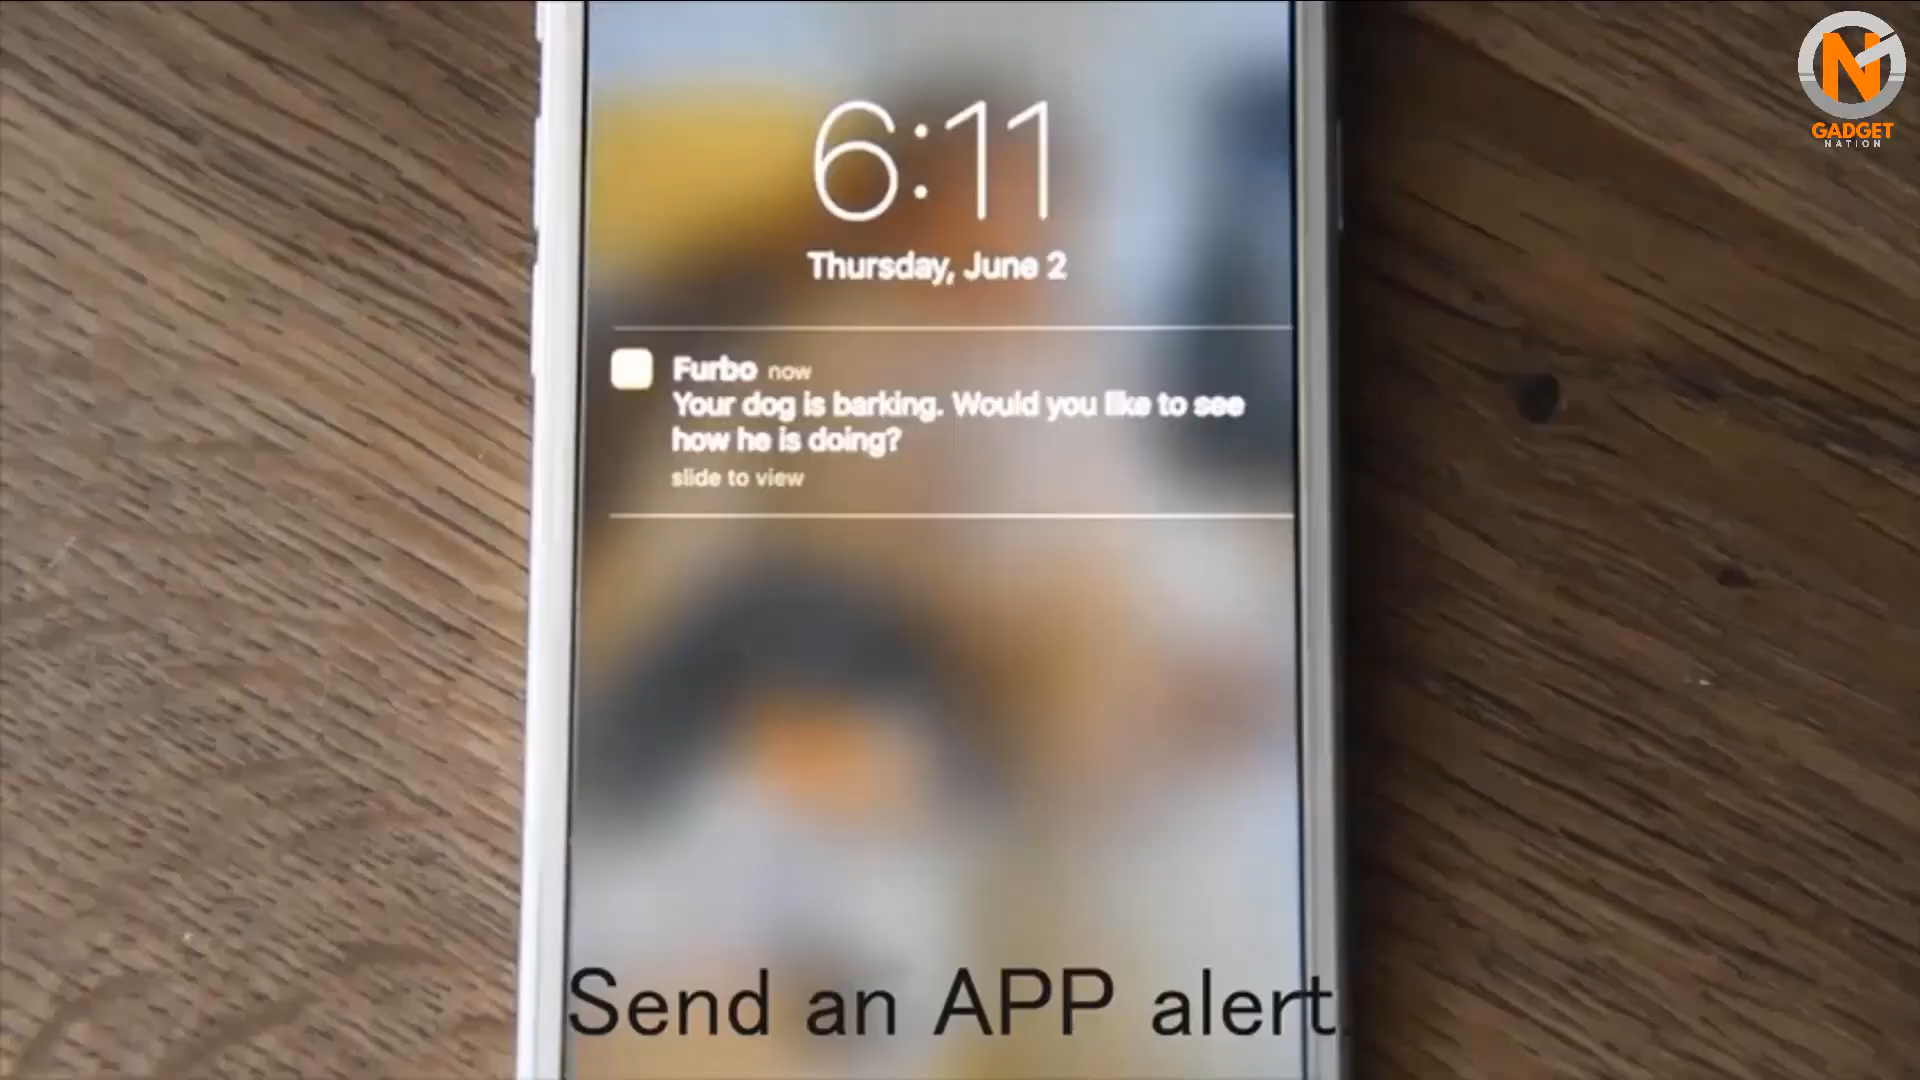 GADGET
NATION
6:11
Thursday, June 2
Furbo now
Your dog is barking. Would you like to see
how he is doing?
slide to view
Send an APP alert.